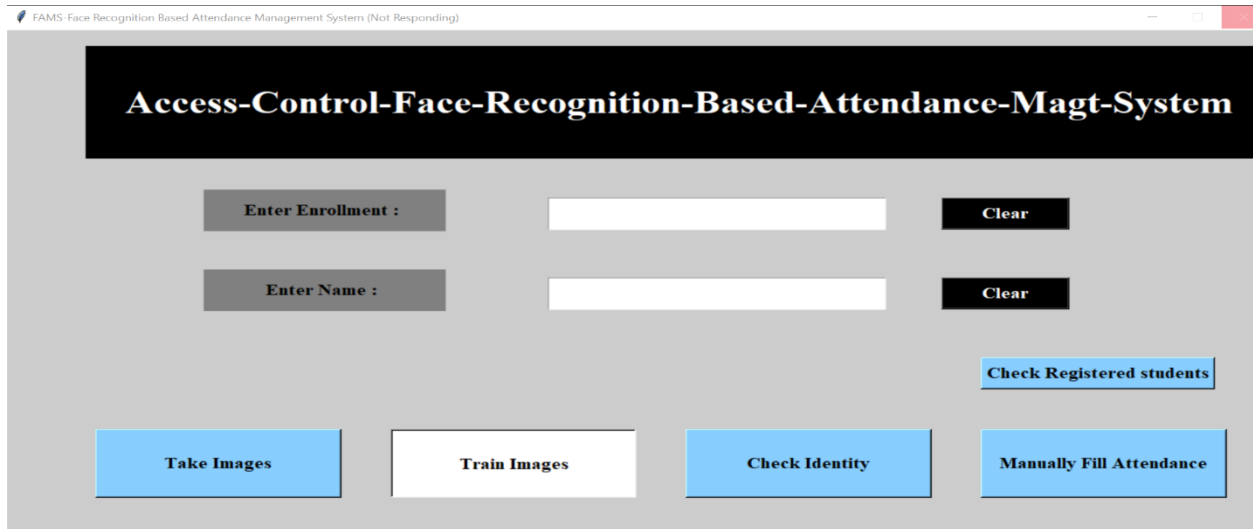 FAMS-Face Recognition Based Attendance Management System (Not Responding)
Access-Control-Face-Recognition-Based-Attendance-Magt-System
Enter Enrollment :
Clear
Enter Name :
Clear
Check Registered students
Take Images
Train Images
Check Identity
Manually Fill Attendance